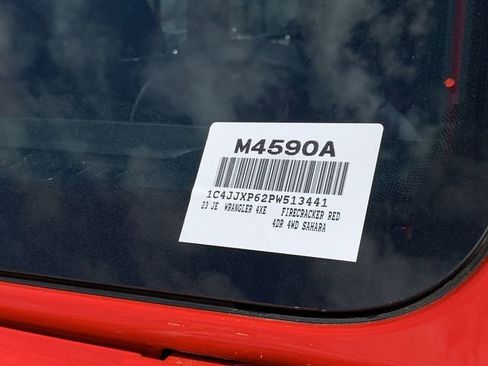 M4590A
1C4JJXP62PW513441
23 JE WRANGLER 4XE FIRECRACKER RED
4DR 4WD SAHARA